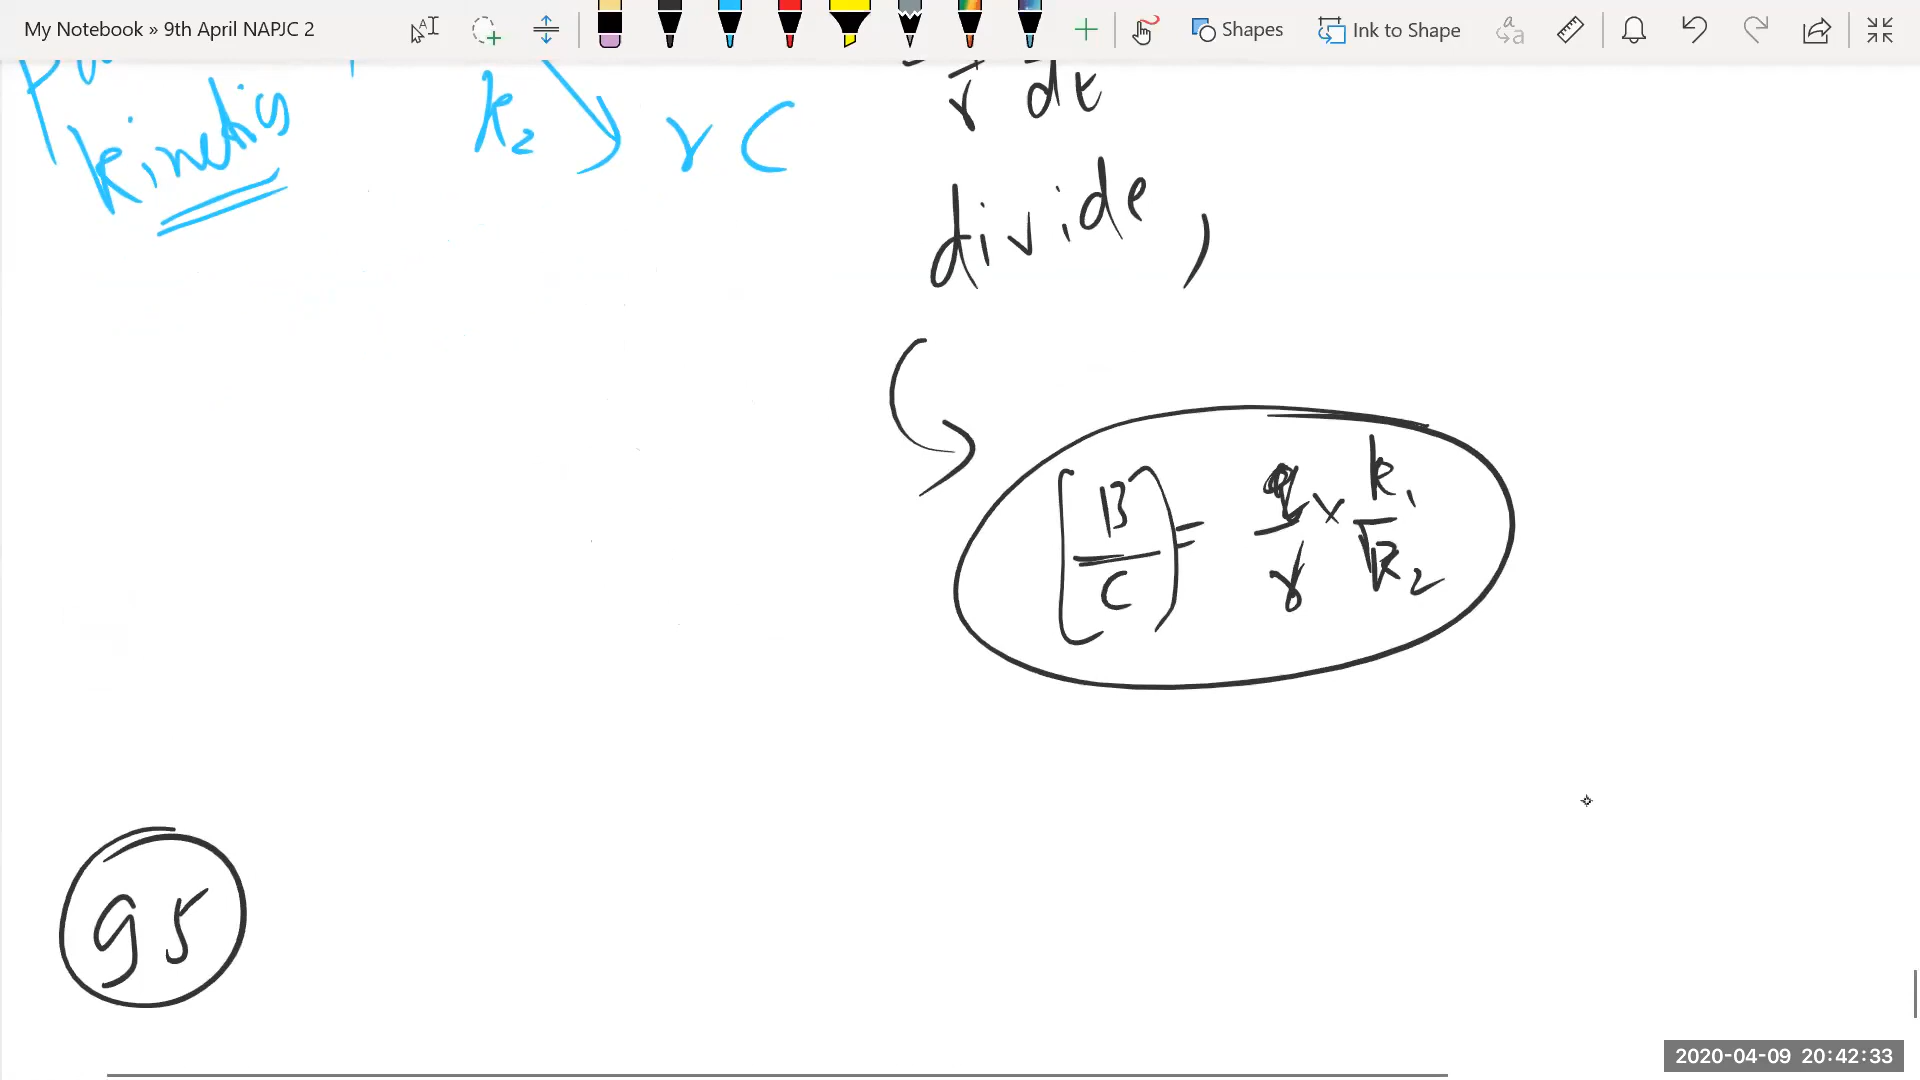 My Notebook » 9th April NAPJC 2
Shapes
Ink to Shape
kinetics
k₂
r C
r dt
divide,
[B/C] = q/r × k₁/k₂
95
2020-04-09 20:42:33